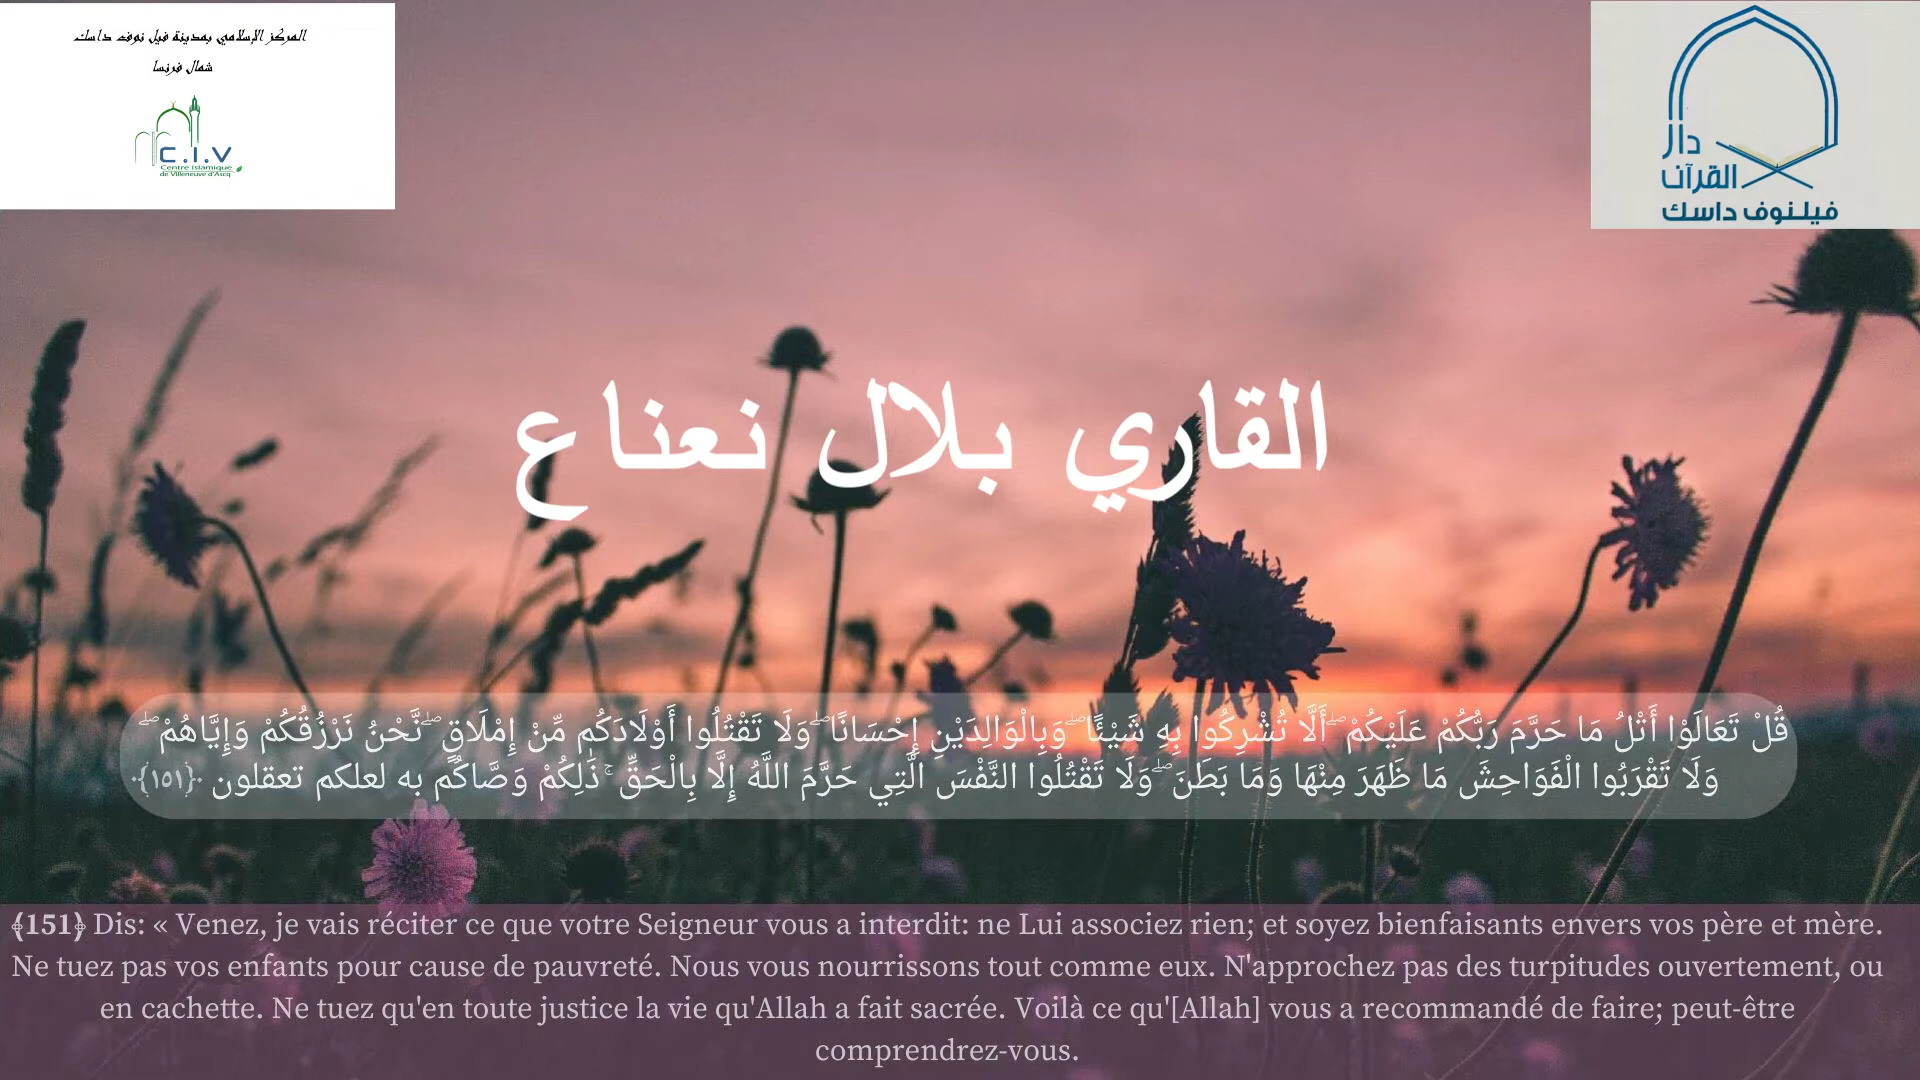 المركز الإسلامي بمدينة فيل نوف داسك
شمال فرنسا
C.I.V
Centre Islamique
de Villeneuve d'Ascq
دار
القرآن
فيلنوف داسك
القاري بلال نعناع
قُلْ تَعَالَوْا أَتْلُ مَا حَرَّمَ رَبُّكُمْ عَلَيْكُمْ ۖ أَلَّا تُشْرِكُوا بِهِ شَيْئًا ۖ وَبِالْوَالِدَيْنِ إِحْسَانًا ۖ وَلَا تَقْتُلُوا أَوْلَادَكُم مِّنْ إِمْلَاقٍ ۖ نَّحْنُ نَرْزُقُكُمْ وَإِيَّاهُمْ ۖ
وَلَا تَقْرَبُوا الْفَوَاحِشَ مَا ظَهَرَ مِنْهَا وَمَا بَطَنَ ۖ وَلَا تَقْتُلُوا النَّفْسَ الَّتِي حَرَّمَ اللَّهُ إِلَّا بِالْحَقِّ ۚ ذَٰلِكُمْ وَصَّاكُم به لعلكم تعقلون ﴿١٥١﴾
﴾151﴿ Dis: « Venez, je vais réciter ce que votre Seigneur vous a interdit: ne Lui associez rien; et soyez bienfaisants envers vos père et mère.
Ne tuez pas vos enfants pour cause de pauvreté. Nous vous nourrissons tout comme eux. N'approchez pas des turpitudes ouvertement, ou
en cachette. Ne tuez qu'en toute justice la vie qu'Allah a fait sacrée. Voilà ce qu'[Allah] vous a recommandé de faire; peut-être
comprendrez-vous.